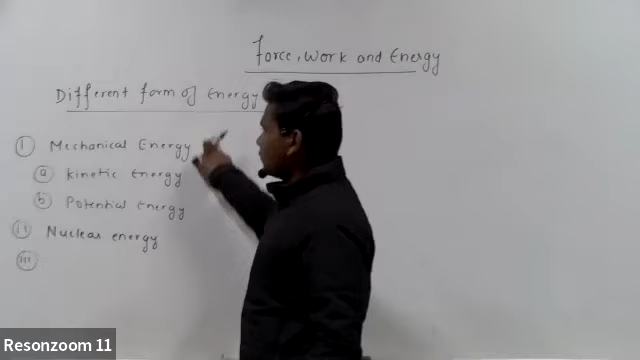 Force, Work and Energy
Different form of Energy
i Mechanical Energy
a kinetic energy
b Potential Energy
ii Nuclear energy
iii
Resonzoom 11